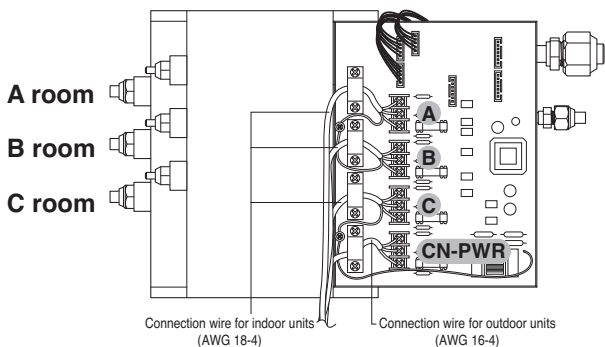 A room
B room
C room
A
B
C
CN-PWR
Connection wire for indoor units
(AWG 18-4)
Connection wire for outdoor units
(AWG 16-4)